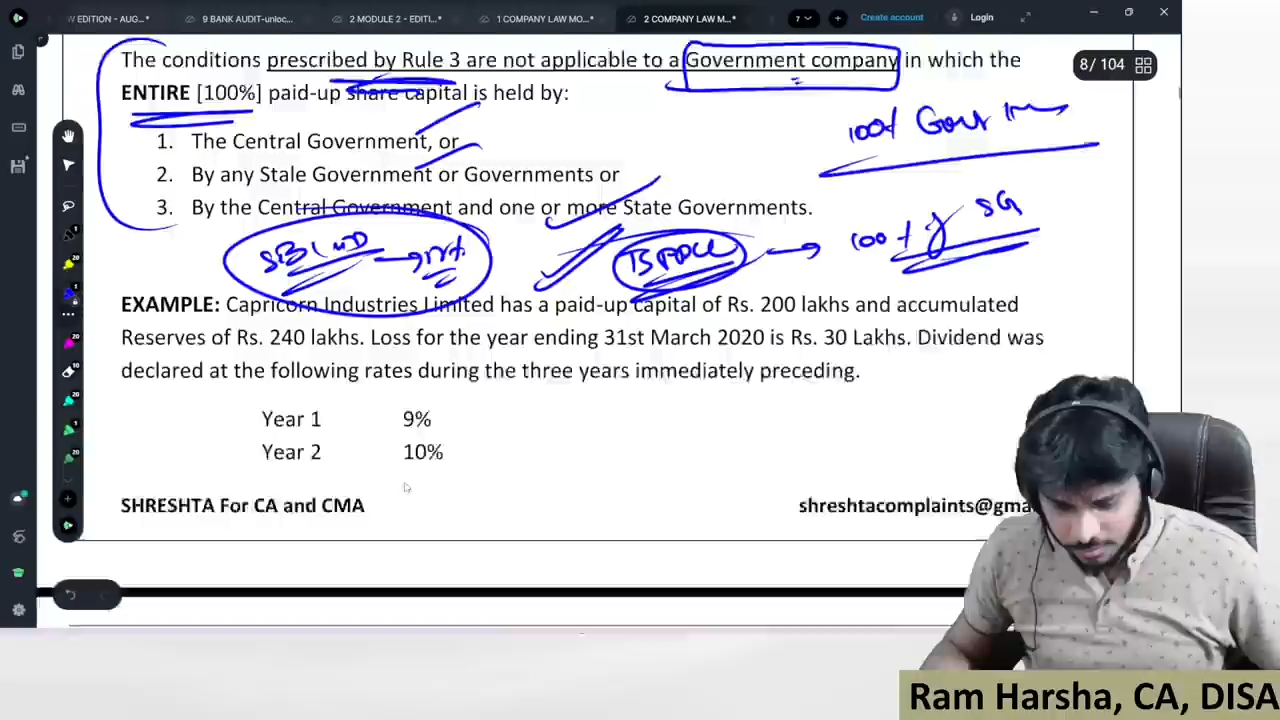 W EDITION - AUG...*
9 BANK AUDIT-unloc...
2 MODULE 2 - EDITI...*
1 COMPANY LAW MO...*
2 COMPANY LAW M...*
7
Create account
Login
The conditions prescribed by Rule 3 are not applicable to a Government company in which the
8 / 104
ENTIRE [100%] paid-up share capital is held by:
1. The Central Government, or
2. By any Stale Government or Governments or
3. By the Central Government and one or more State Governments.
EXAMPLE: Capricorn Industries Limited has a paid-up capital of Rs. 200 lakhs and accumulated
Reserves of Rs. 240 lakhs. Loss for the year ending 31st March 2020 is Rs. 30 Lakhs. Dividend was
declared at the following rates during the three years immediately preceding.
Year 1 9%
Year 2 10%
SHRESHTA For CA and CMA
shreshtacomplaints@gma
Ram Harsha, CA, DISA